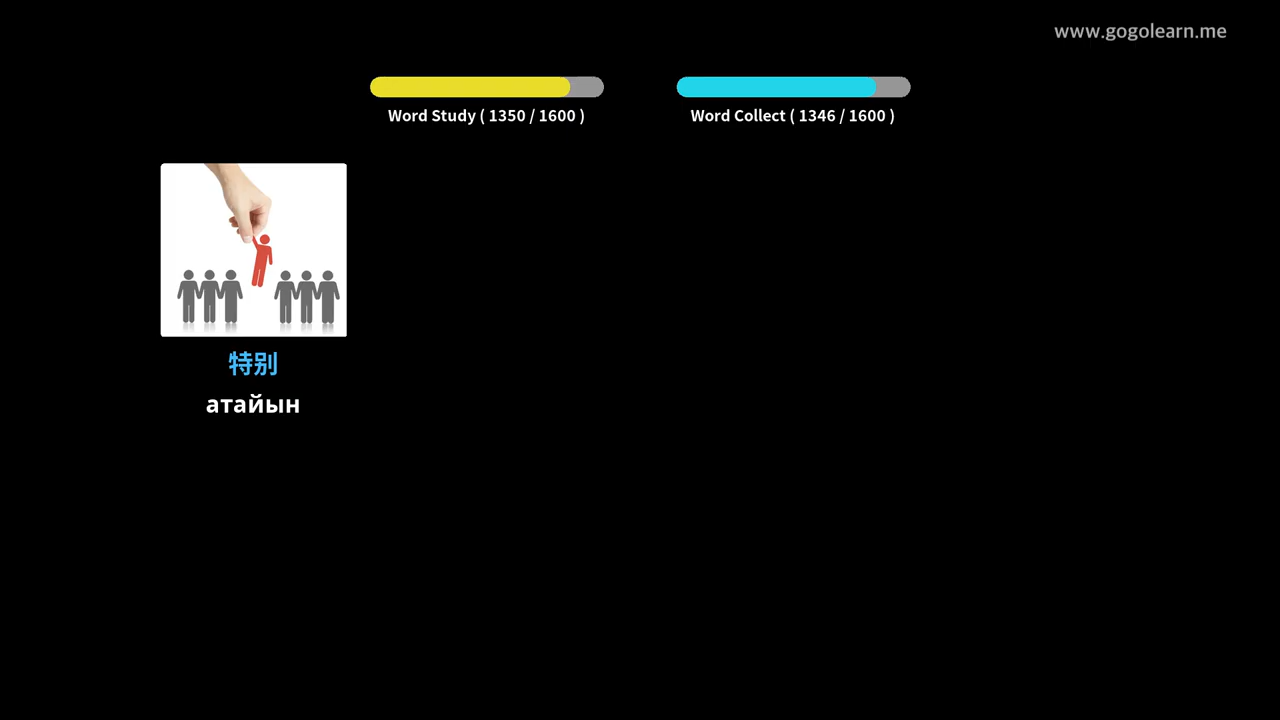 www.gogolearn.me
Word Study ( 1350 / 1600 )
Word Collect ( 1346 / 1600 )
特别
атайын